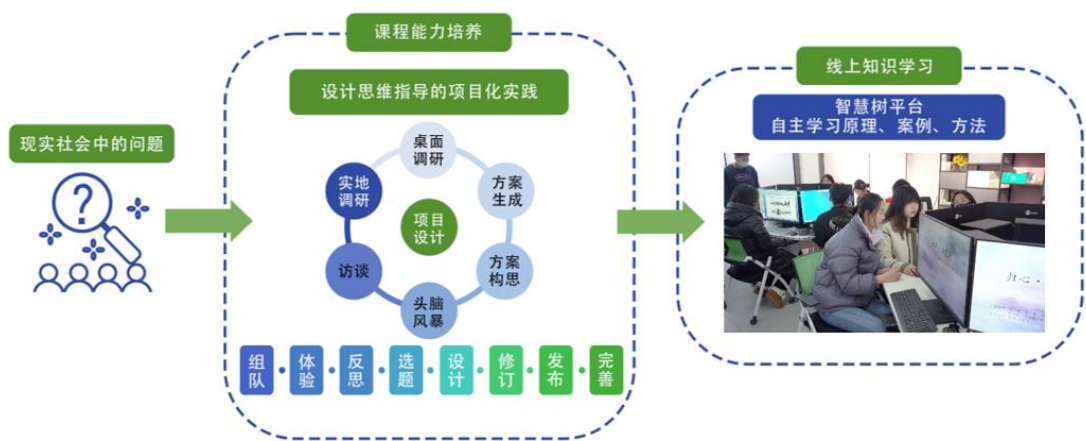 课程能力培养
设计思维指导的项目化实践
现实社会中的问题
?
桌面
调研
方案
生成
方案
构思
头脑
风暴
访谈
实地
调研
项目
设计
组队·体验·反思·选题·设计·修订·发布·完善
线上知识学习
智慧树平台
自主学习原理、案例、方法
归心·